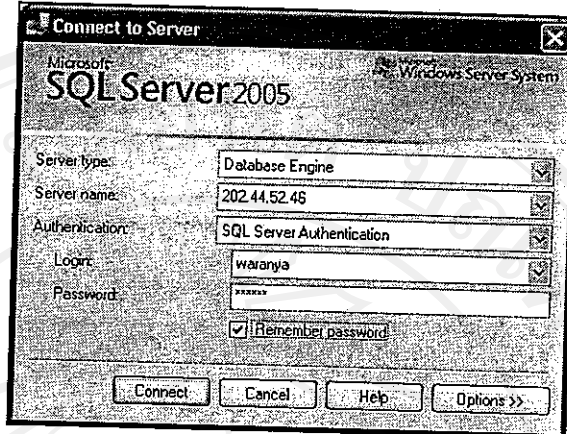 Connect to Server
Microsoft
SQL Server 2005
Windows Server System
Server type: Database Engine
Server name: 202.44.52.46
Authentication: SQL Server Authentication
Login: waranya
Password: ******
Remember password
Connect Cancel Help Options >>